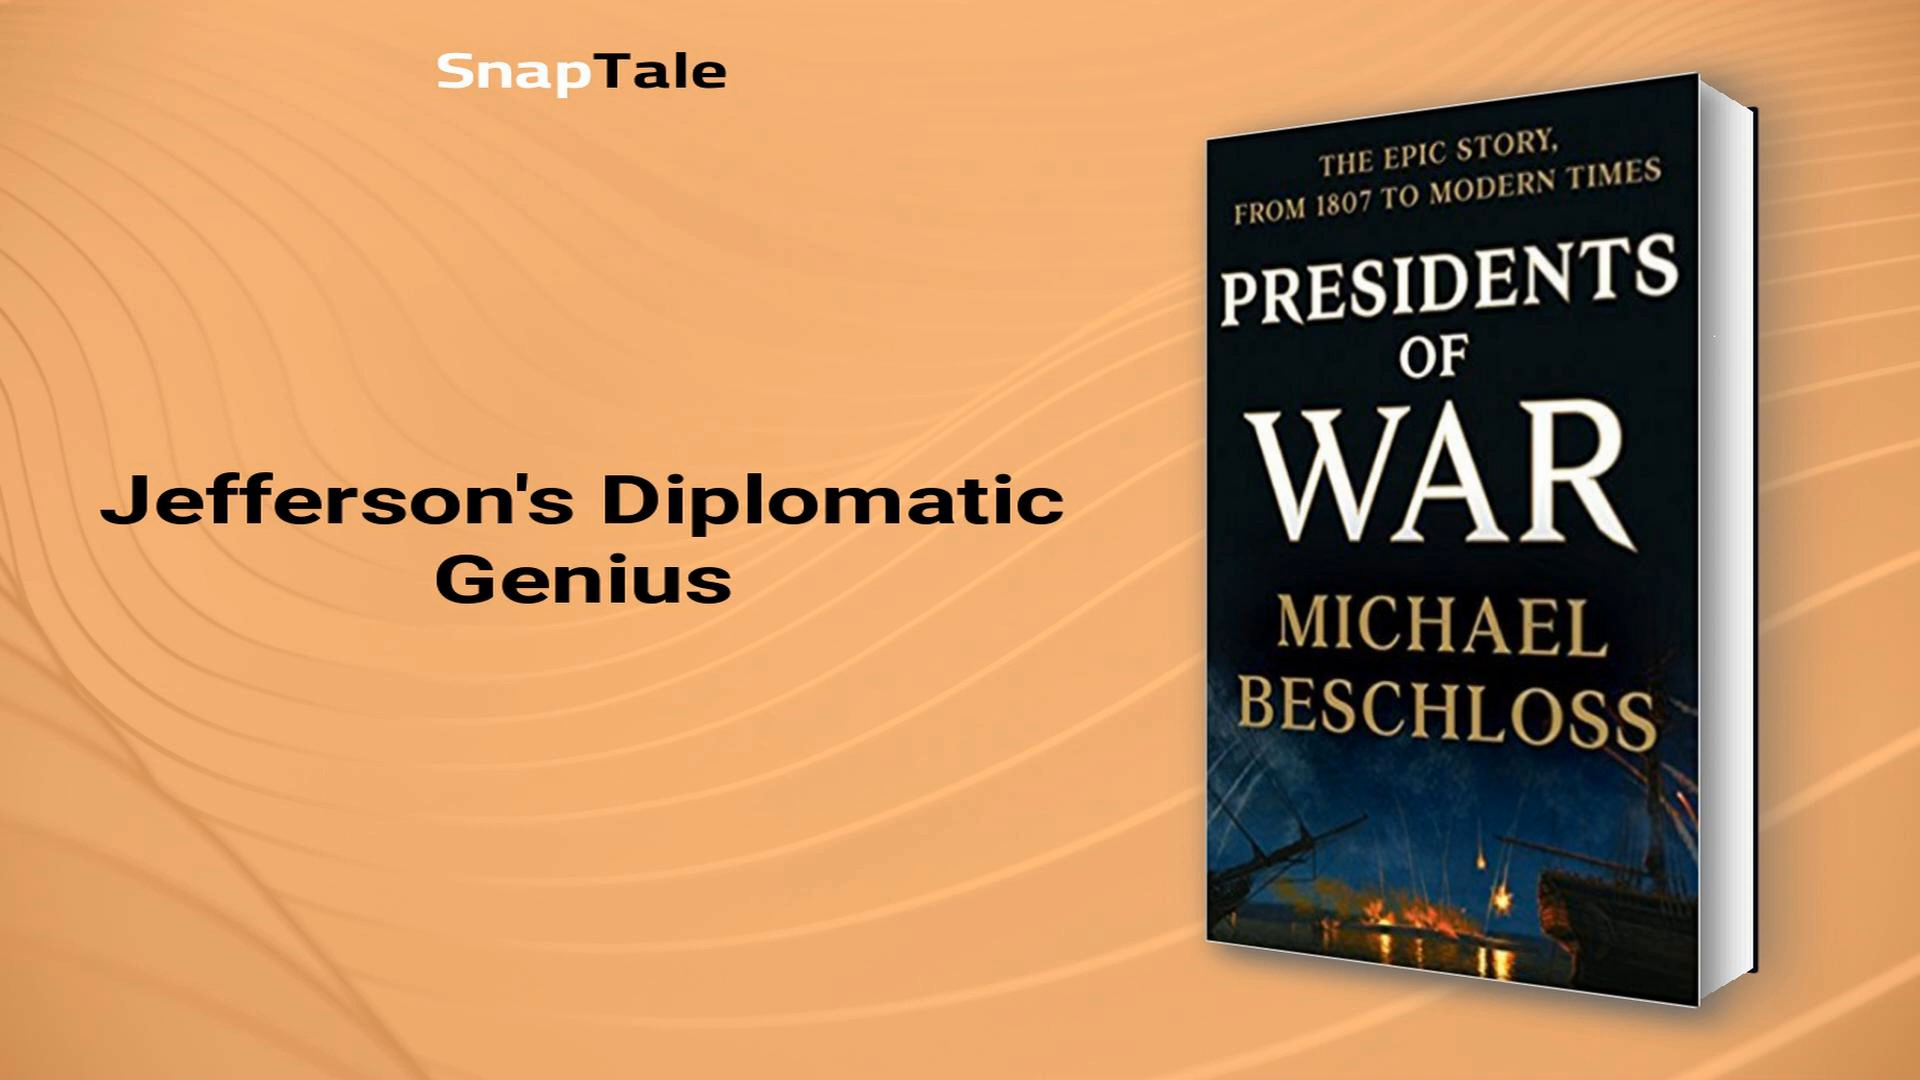 SnapTale
Jefferson's Diplomatic
Genius
THE EPIC STORY,
FROM 1807 TO MODERN TIMES
PRESIDENTS
OF
WAR
MICHAEL
BESCHLOSS